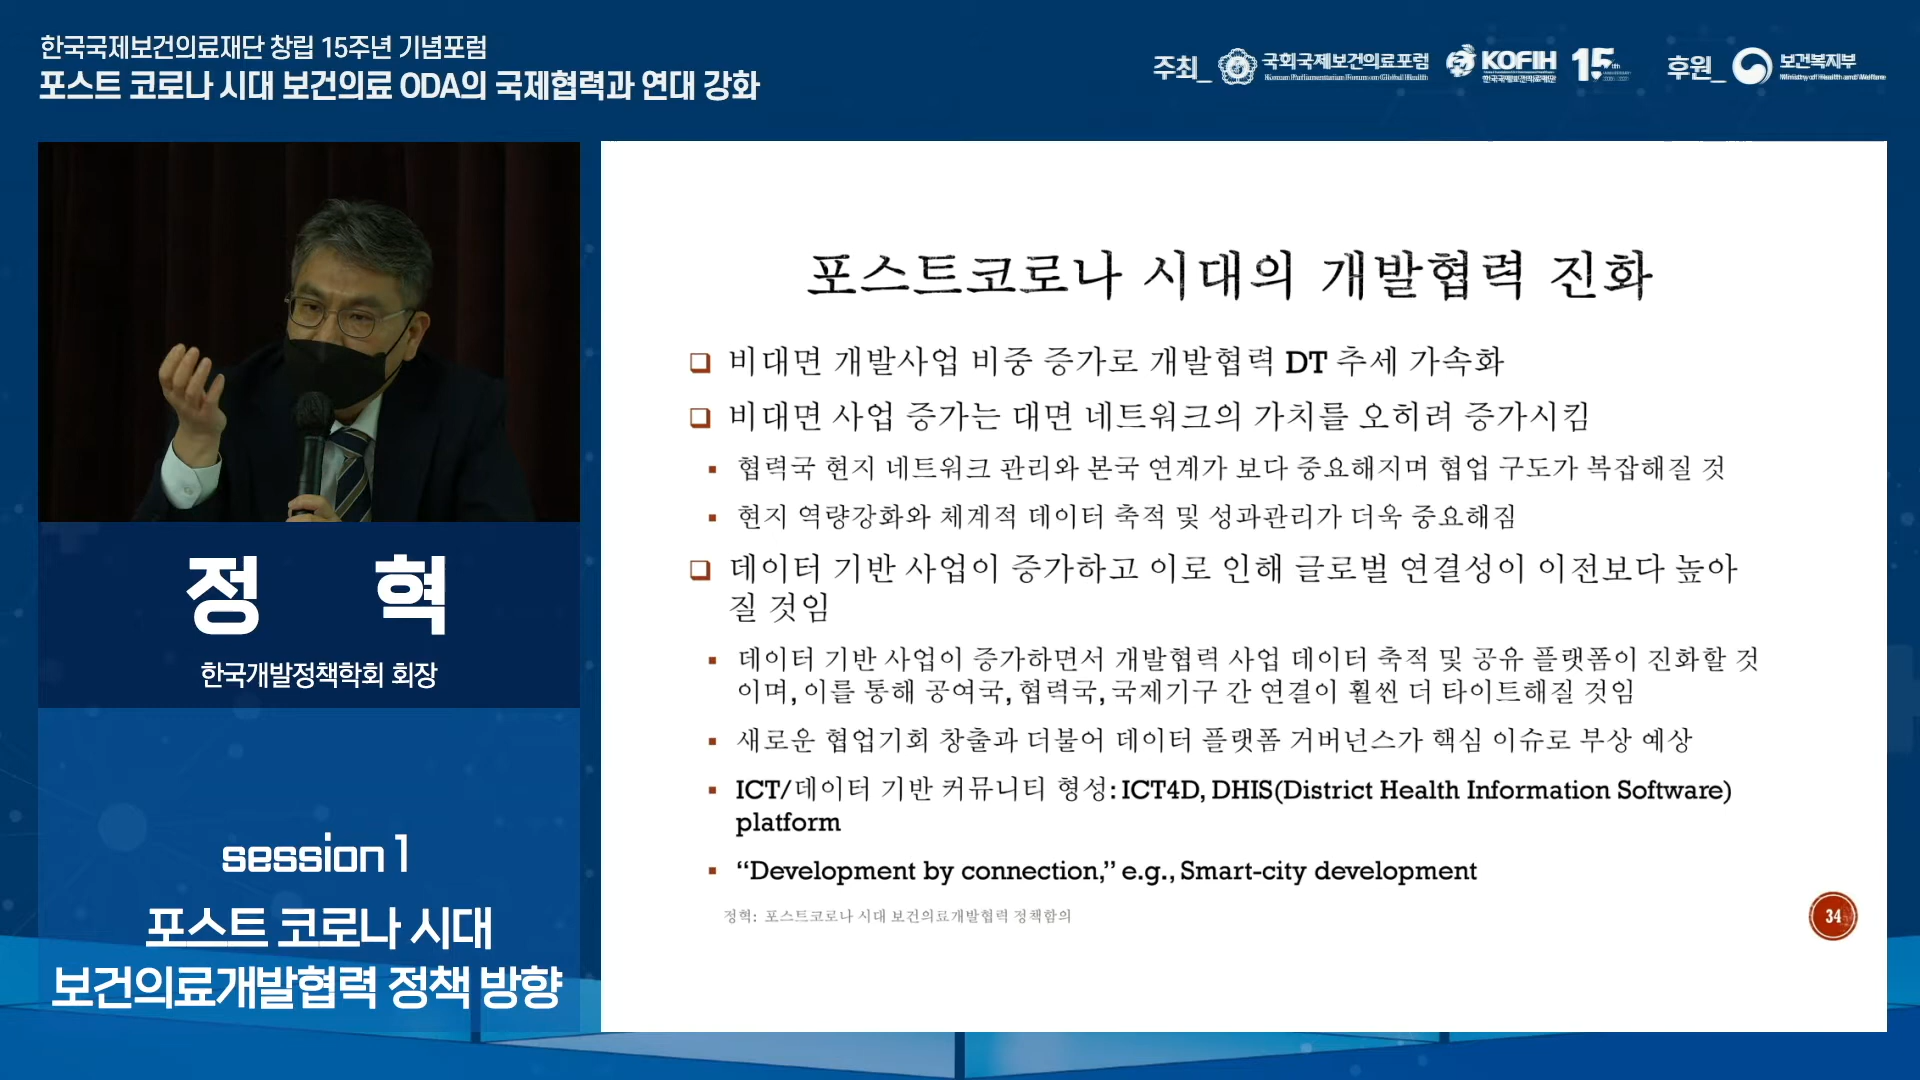 한국국제보건의료재단 창립 15주년 기념포럼
포스트 코로나 시대 보건의료 ODA의 국제협력과 연대 강화
주최_ 국회국제보건의료포럼
Korean Parliamentarian Forum on Global Health
KOFIH
한국국제보건의료재단
15th
후원_ 보건복지부
Ministry of Health and Welfare
정 혁
한국개발정책학회 회장
session 1
포스트 코로나 시대
보건의료개발협력 정책 방향
포스트코로나 시대의 개발협력 진화
❑ 비대면 개발사업 비중 증가로 개발협력 DT 추세 가속화
❑ 비대면 사업 증가는 대면 네트워크의 가치를 오히려 증가시킴
▪ 협력국 현지 네트워크 관리와 본국 연계가 보다 중요해지며 협업 구도가 복잡해질 것
▪ 현지 역량강화와 체계적 데이터 축적 및 성과관리가 더욱 중요해짐
❑ 데이터 기반 사업이 증가하고 이로 인해 글로벌 연결성이 이전보다 높아
질 것임
▪ 데이터 기반 사업이 증가하면서 개발협력 사업 데이터 축적 및 공유 플랫폼이 진화할 것
이며, 이를 통해 공여국, 협력국, 국제기구 간 연결이 훨씬 더 타이트해질 것임
▪ 새로운 협업기회 창출과 더불어 데이터 플랫폼 거버넌스가 핵심 이슈로 부상 예상
▪ ICT/데이터 기반 커뮤니티 형성: ICT4D, DHIS(District Health Information Software)
platform
▪ “Development by connection,” e.g., Smart-city development
정혁: 포스트코로나 시대 보건의료개발협력 정책함의
34